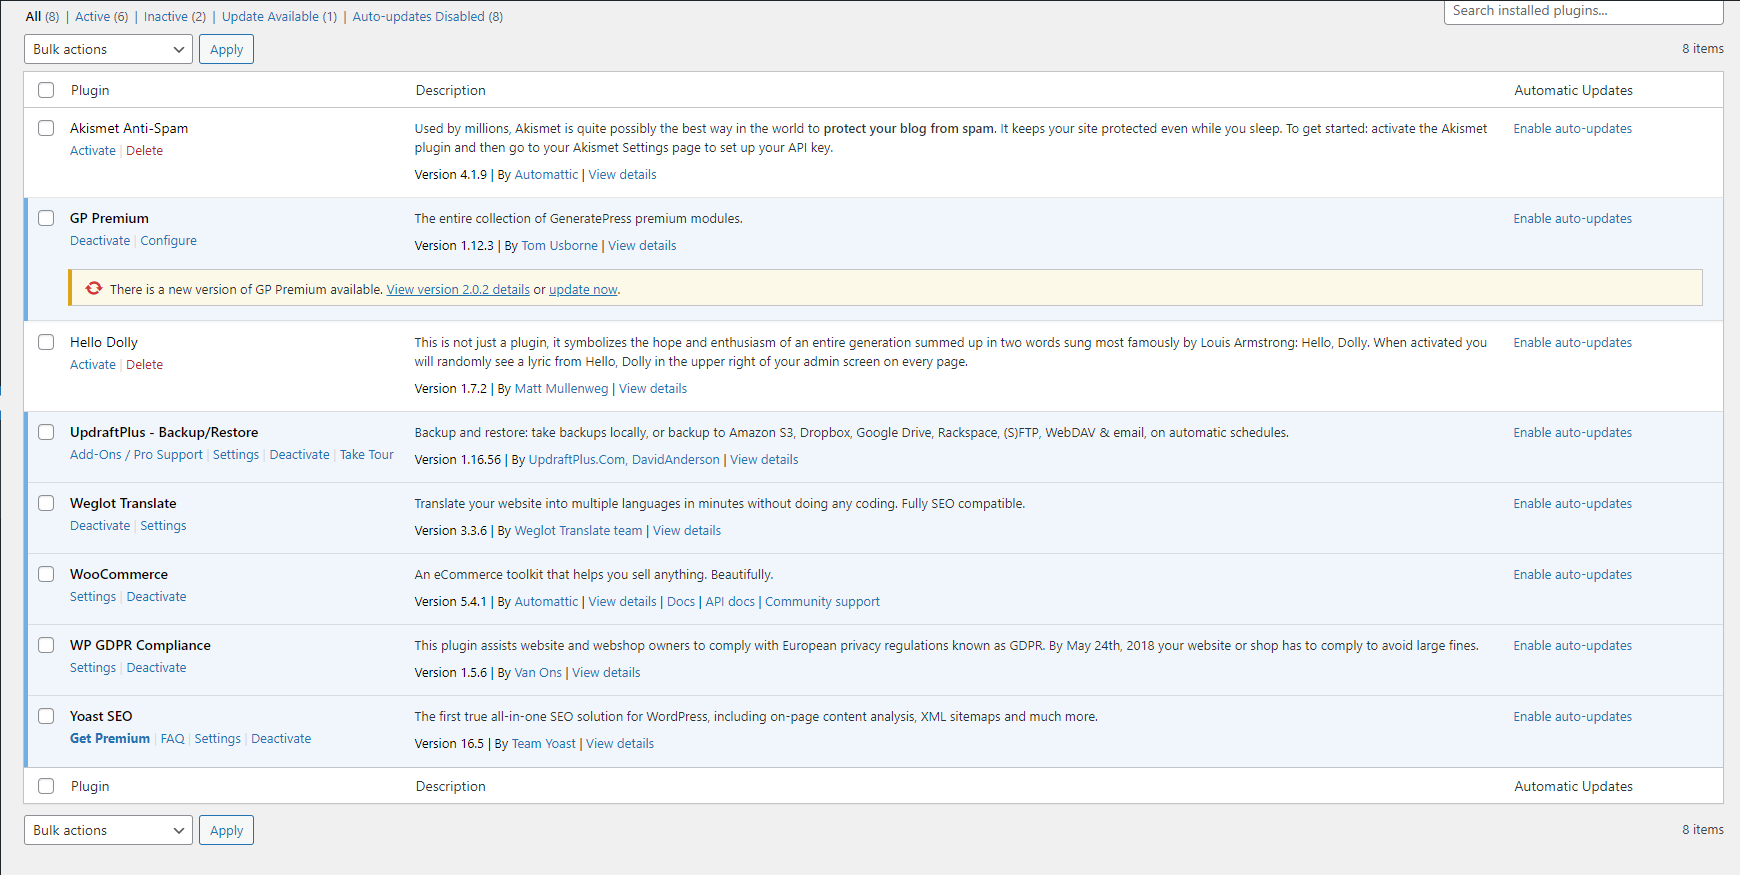 All (8) | Active (6) | Inactive (2) | Update Available (1) | Auto-updates Disabled (8)
Search installed plugins...
Bulk actions Apply
8 items
Plugin Description Automatic Updates
Akismet Anti-Spam
Activate | Delete
Used by millions, Akismet is quite possibly the best way in the world to protect your blog from spam. It keeps your site protected even while you sleep. To get started: activate the Akismet
plugin and then go to your Akismet Settings page to set up your API key.
Version 4.1.9 | By Automattic | View details
Enable auto-updates
GP Premium
Deactivate | Configure
The entire collection of GeneratePress premium modules.
Version 1.12.3 | By Tom Usborne | View details
Enable auto-updates
There is a new version of GP Premium available. View version 2.0.2 details or update now.
Hello Dolly
Activate | Delete
This is not just a plugin, it symbolizes the hope and enthusiasm of an entire generation summed up in two words sung most famously by Louis Armstrong: Hello, Dolly. When activated you
will randomly see a lyric from Hello, Dolly in the upper right of your admin screen on every page.
Version 1.7.2 | By Matt Mullenweg | View details
Enable auto-updates
UpdraftPlus - Backup/Restore
Add-Ons / Pro Support | Settings | Deactivate | Take Tour
Backup and restore: take backups locally, or backup to Amazon S3, Dropbox, Google Drive, Rackspace, (S)FTP, WebDAV & email, on automatic schedules.
Version 1.16.56 | By UpdraftPlus.Com, DavidAnderson | View details
Enable auto-updates
Weglot Translate
Deactivate | Settings
Translate your website into multiple languages in minutes without doing any coding. Fully SEO compatible.
Version 3.3.6 | By Weglot Translate team | View details
Enable auto-updates
WooCommerce
Settings | Deactivate
An eCommerce toolkit that helps you sell anything. Beautifully.
Version 5.4.1 | By Automattic | View details | Docs | API docs | Community support
Enable auto-updates
WP GDPR Compliance
Settings | Deactivate
This plugin assists website and webshop owners to comply with European privacy regulations known as GDPR. By May 24th, 2018 your website or shop has to comply to avoid large fines.
Version 1.5.6 | By Van Ons | View details
Enable auto-updates
Yoast SEO
Get Premium | FAQ | Settings | Deactivate
The first true all-in-one SEO solution for WordPress, including on-page content analysis, XML sitemaps and much more.
Version 16.5 | By Team Yoast | View details
Enable auto-updates
Plugin Description Automatic Updates
Bulk actions Apply
8 items